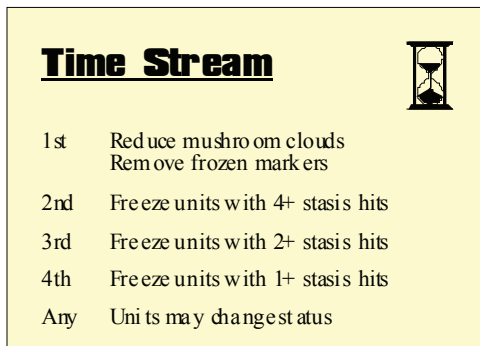 Time Stream
1st Reduce mushroom clouds
Remove frozen markers
2nd Freeze units with 4+ stasis hits
3rd Freeze units with 2+ stasis hits
4th Freeze units with 1+ stasis hits
Any Units may change status